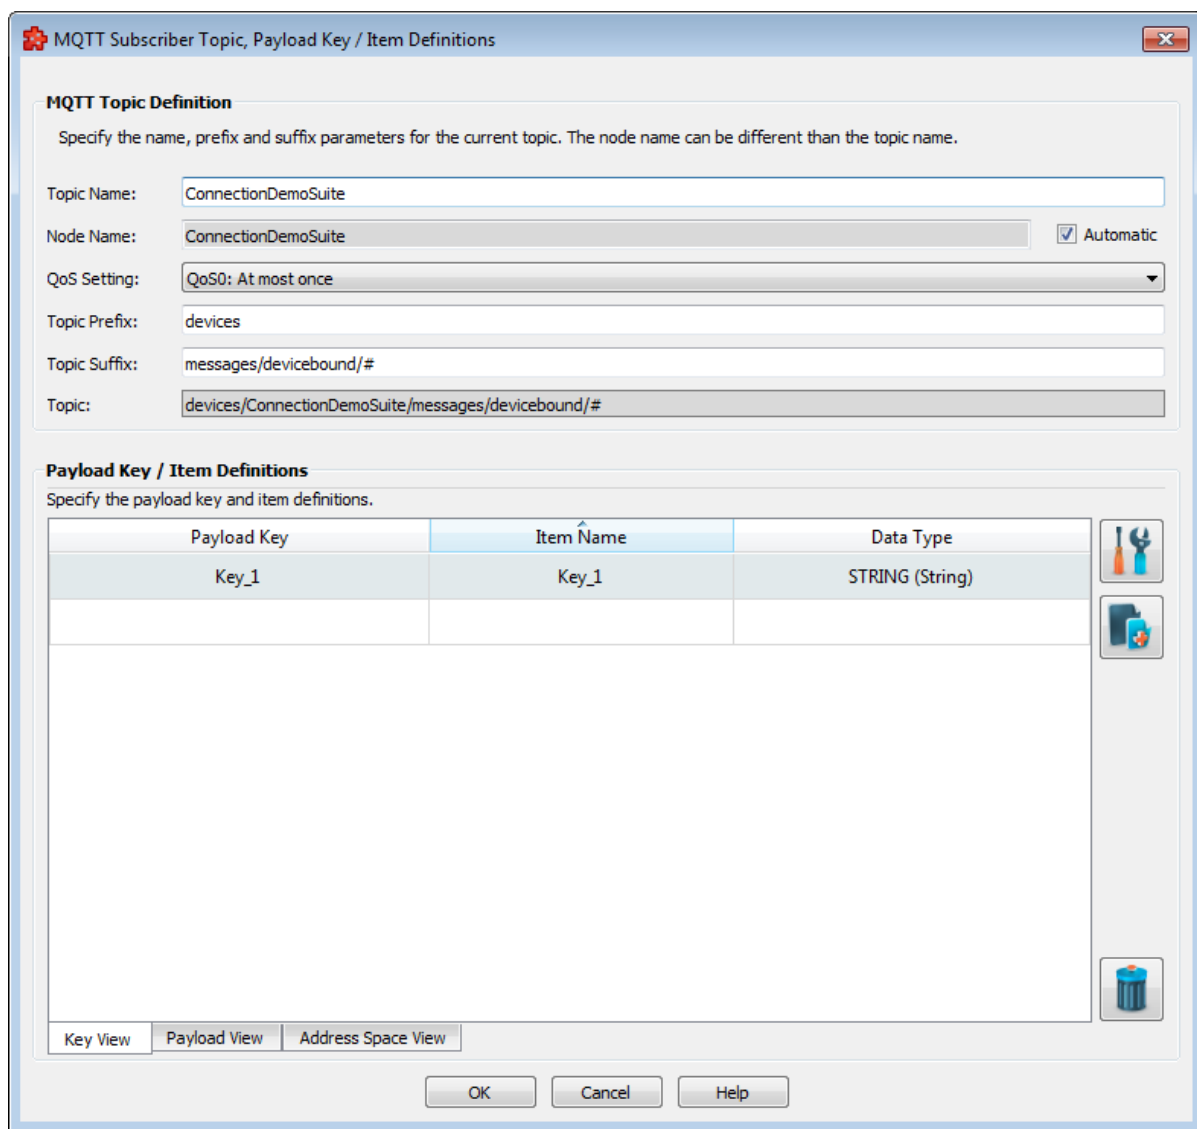 MQTT Subscriber Topic, Payload Key / Item Definitions
MQTT Topic Definition
Specify the name, prefix and suffix parameters for the current topic. The node name can be different than the topic name.
Topic Name: ConnectionDemoSuite
Node Name: ConnectionDemoSuite Automatic
QoS Setting: QoS0: At most once
Topic Prefix: devices
Topic Suffix: messages/devicebound/#
Topic: devices/ConnectionDemoSuite/messages/devicebound/#
Payload Key / Item Definitions
Specify the payload key and item definitions.
Payload Key Item Name Data Type
Key_1 Key_1 STRING (String)
Key View Payload View Address Space View
OK Cancel Help